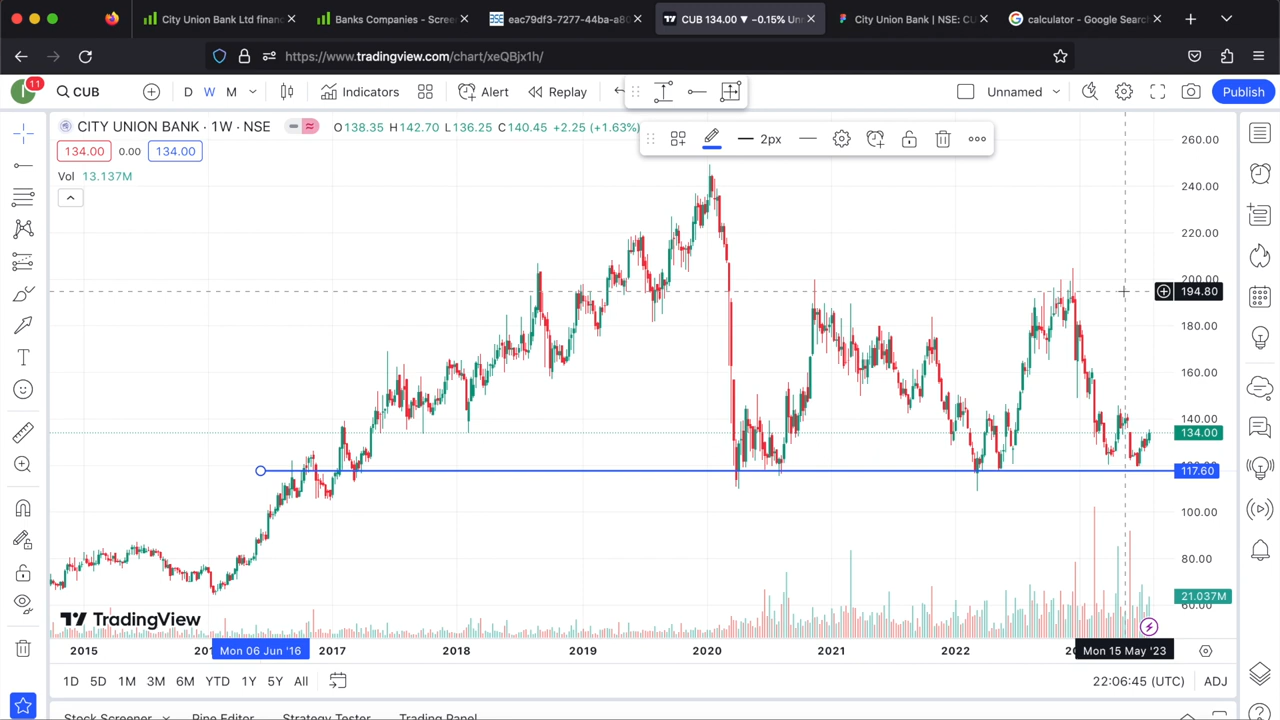 City Union Bank Ltd financ
Banks Companies - Scree
eac79df3-7277-44ba-a80
CUB 134.00 ▼ −0.15% Un
City Union Bank | NSE: CU
calculator - Google Searc
https://www.tradingview.com/chart/xeQBjx1h/
11
CUB
D W M
Indicators
Alert
Replay
Unnamed
Publish
CITY UNION BANK · 1W · NSE
O138.35 H142.70 L136.25 C140.45 +2.25 (+1.63%)
134.00 0.00 134.00
2px
Vol 13.137M
260.00
240.00
220.00
200.00
194.80
180.00
160.00
140.00
134.00
117.60
100.00
80.00
21.037M
60.00
TradingView
2015
Mon 06 Jun '16
2017
2018
2019
2020
2021
2022
Mon 15 May '23
1D 5D 1M 3M 6M YTD 1Y 5Y All
22:06:45 (UTC)
ADJ
Stock Screener
Pine Editor
Strategy Tester
Trading Panel